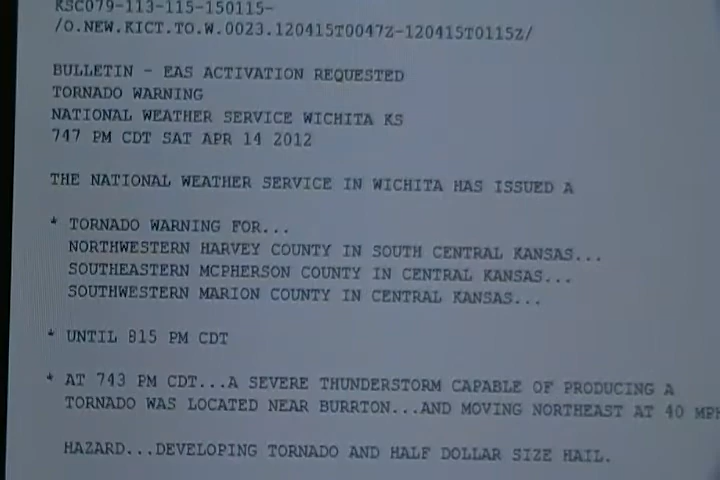 KSC079-113-115-150115-
/O.NEW.KICT.TO.W.0023.120415T0047Z-120415T0115Z/
BULLETIN - EAS ACTIVATION REQUESTED
TORNADO WARNING
NATIONAL WEATHER SERVICE WICHITA KS
747 PM CDT SAT APR 14 2012
THE NATIONAL WEATHER SERVICE IN WICHITA HAS ISSUED A
* TORNADO WARNING FOR...
NORTHWESTERN HARVEY COUNTY IN SOUTH CENTRAL KANSAS...
SOUTHEASTERN MCPHERSON COUNTY IN CENTRAL KANSAS...
SOUTHWESTERN MARION COUNTY IN CENTRAL KANSAS...
* UNTIL 815 PM CDT
* AT 743 PM CDT...A SEVERE THUNDERSTORM CAPABLE OF PRODUCING A
TORNADO WAS LOCATED NEAR BURRTON...AND MOVING NORTHEAST AT 40 MPH
HAZARD...DEVELOPING TORNADO AND HALF DOLLAR SIZE HAIL.